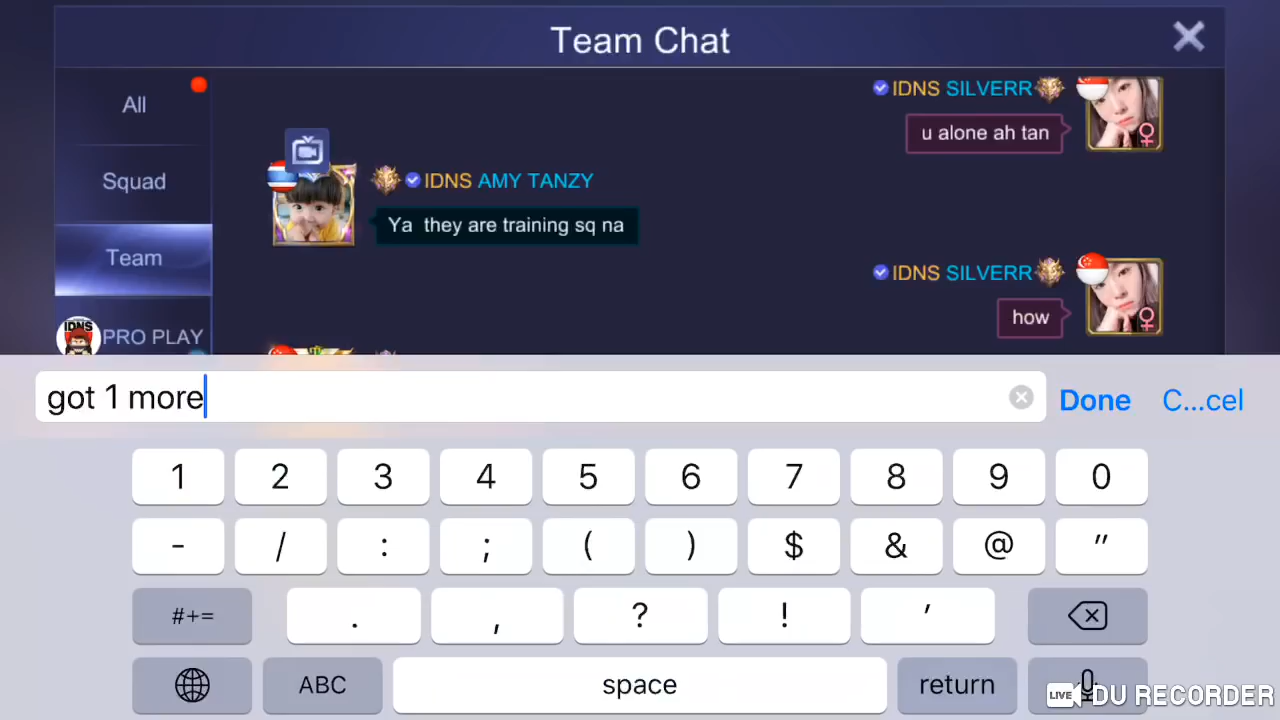 Team Chat
All
Squad
Team
IDNS
PRO PLAY
IDNS SILVERR
u alone ah tan
IDNS AMY TANZY
Ya they are training sq na
IDNS SILVERR
how
got 1 more
Done
C...cel
1 2 3 4 5 6 7 8 9 0
- / : ; ( ) $ & @ "
#+= . , ? ! '
ABC space return
LIVE DU RECORDER